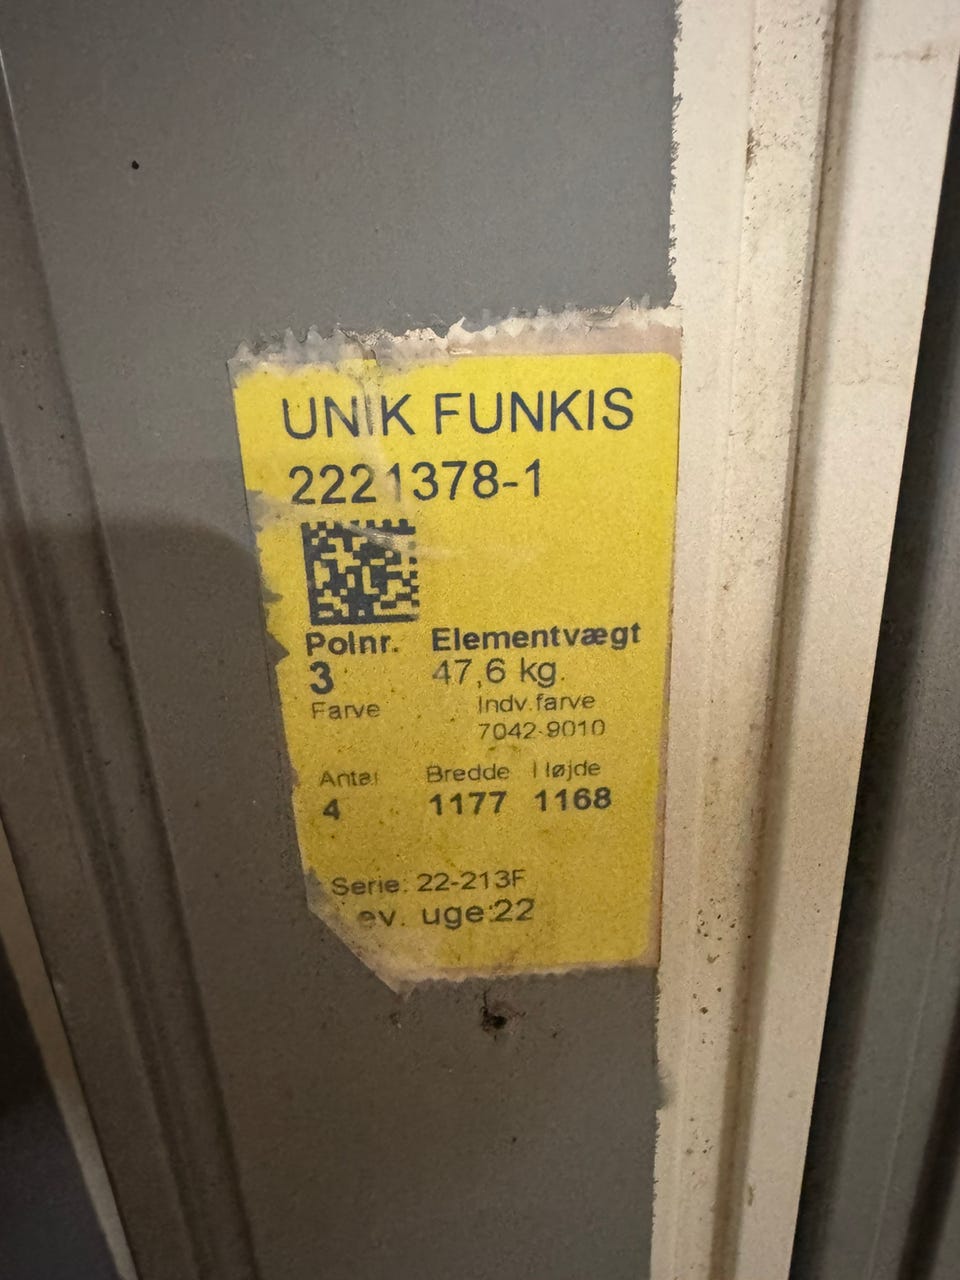 UNIK FUNKIS
2221378-1
Polnr. Elementvægt
3 47,6 kg.
Farve Indv.farve
7042-9010
Antal Bredde Højde
4 1177 1168
Serie: 22-213F
ev. uge:22